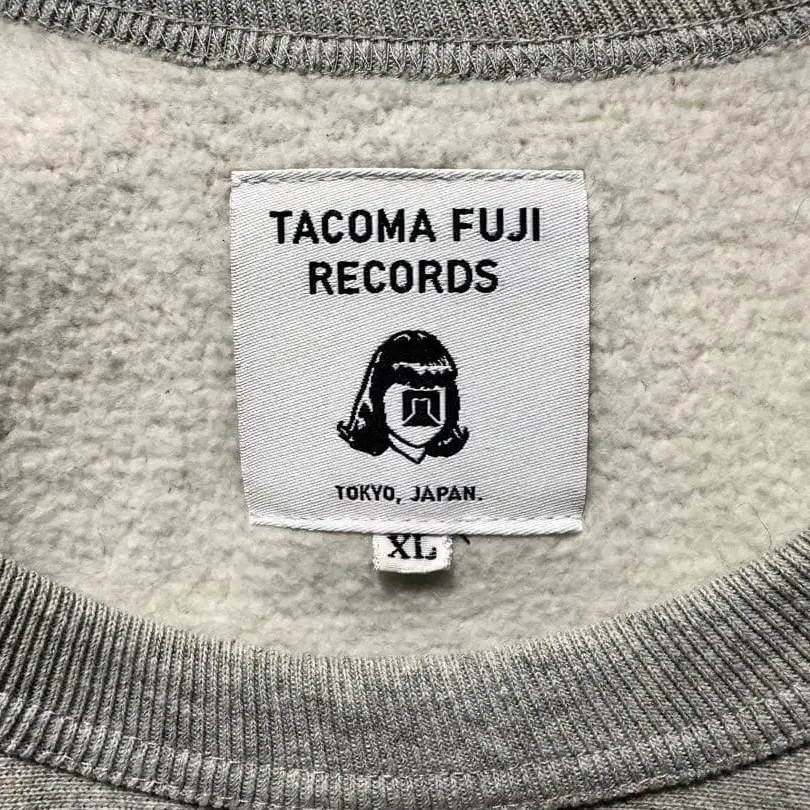 TACOMA FUJI
RECORDS
TOKYO, JAPAN.
XL